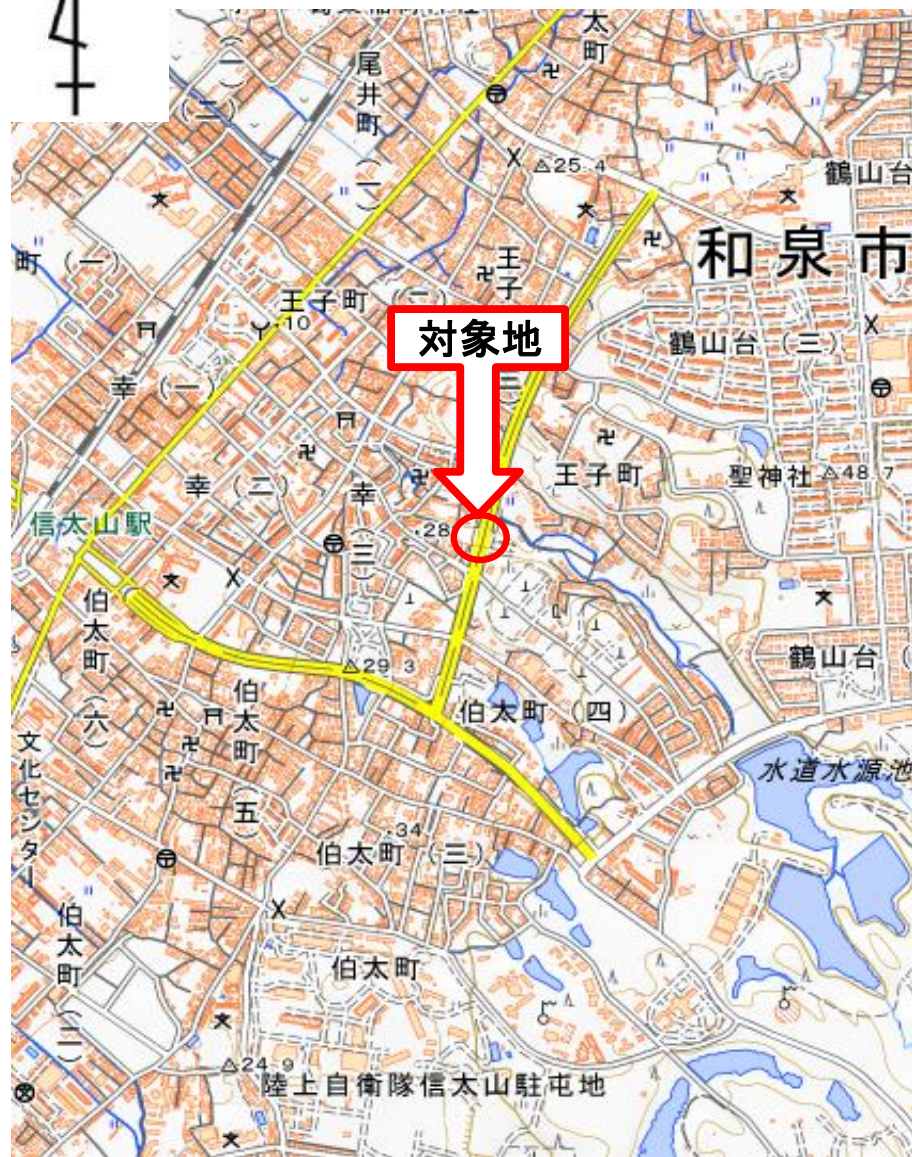 太町
尾井町（一）
（二）
△25.4
鶴山台
和泉市
町（一）
王子町（二）
王子
・10
対象地
鶴山台（三）
幸（一）
幸（二）
幸（三）
王子町
聖神社
△48.7
信太山駅
・28
伯太町（六）
△29.3
鶴山台（
伯太町（五）
伯太町（四）
水道水源池
文化センター
・34
伯太町（三）
伯太町（二）
伯太町
△24.9
陸上自衛隊信太山駐屯地